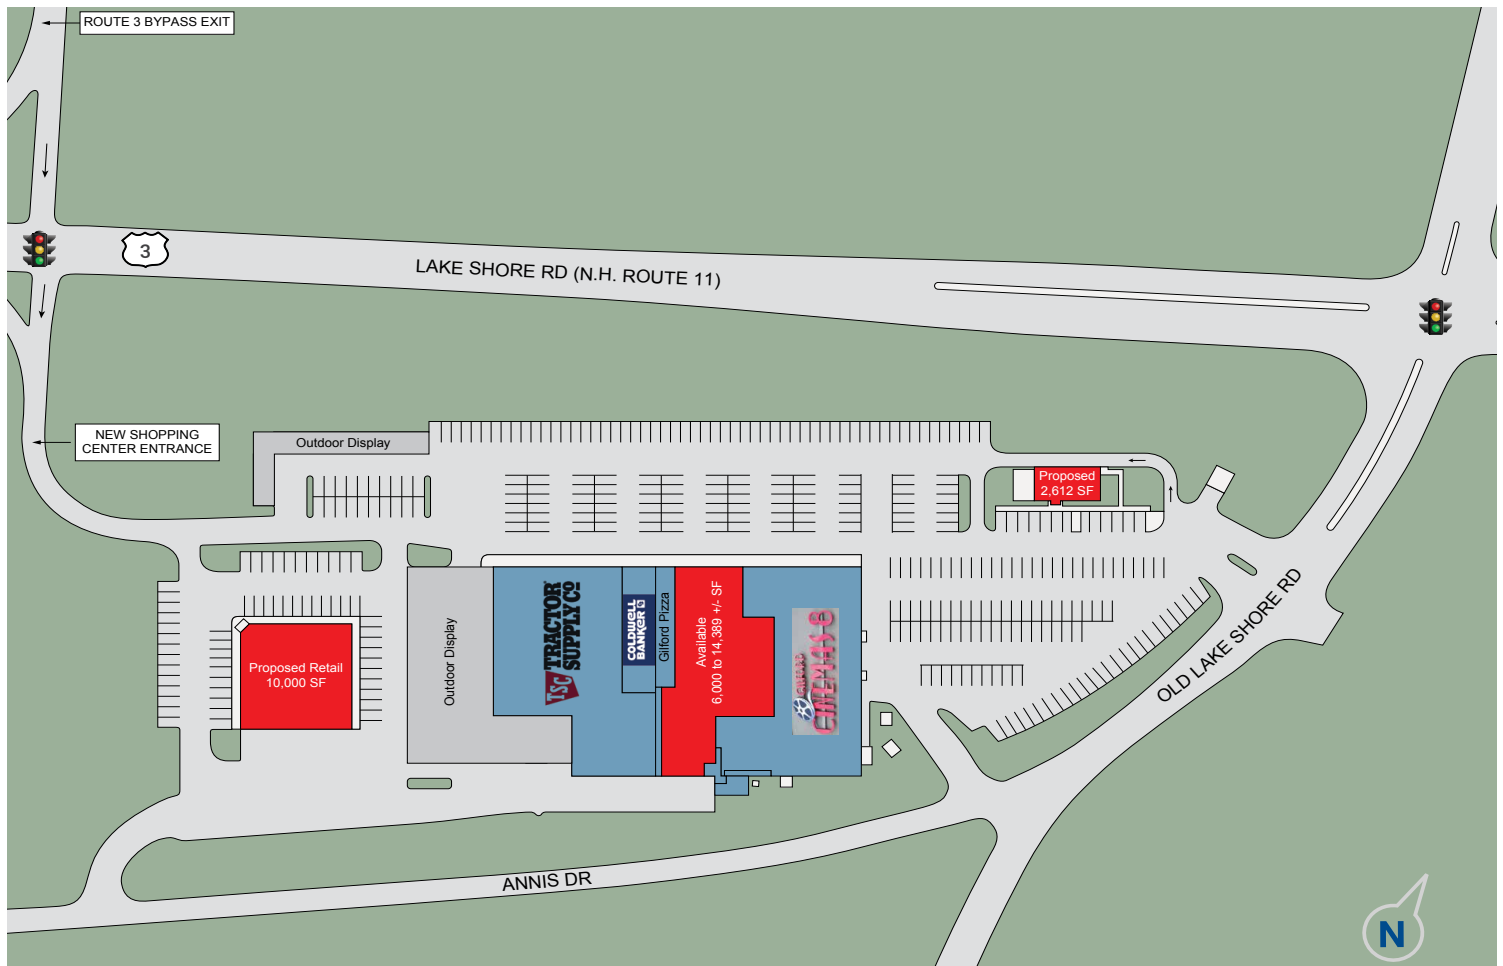 ROUTE 3 BYPASS EXIT
3
LAKE SHORE RD (N.H. ROUTE 11)
NEW SHOPPING
CENTER ENTRANCE
Outdoor Display
Proposed
2,612 SF
Proposed Retail
10,000 SF
Outdoor Display
TSC
TRACTOR
SUPPLY CO
COLDWELL
BANKER
Gilford Pizza
Available
6,000 to 14,389 +/- SF
GILFORD
CINEMAS 8
OLD LAKE SHORE RD
ANNIS DR
N